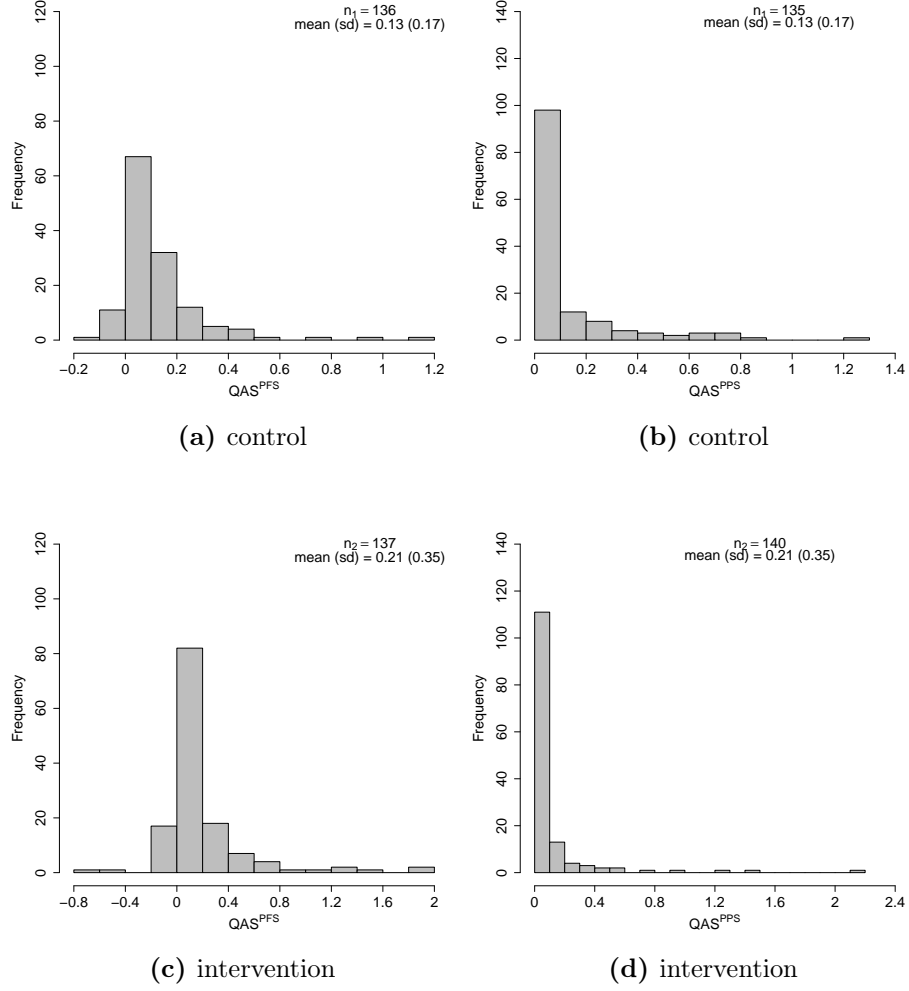 n₁ = 136
mean (sd) = 0.13 (0.17)
Frequency
0 20 40 60 80 100 120
−0.2 0 0.2 0.4 0.6 0.8 1 1.2
QAS^PFS
(a) control
n₁ = 135
mean (sd) = 0.13 (0.17)
Frequency
0 20 40 60 80 100 120 140
0 0.2 0.4 0.6 0.8 1 1.2 1.4
QAS^PPS
(b) control
n₂ = 137
mean (sd) = 0.21 (0.35)
Frequency
0 20 40 60 80 100 120
−0.8 −0.4 0 0.4 0.8 1.2 1.6 2
QAS^PFS
(c) intervention
n₂ = 140
mean (sd) = 0.21 (0.35)
Frequency
0 20 40 60 80 100 120 140
0 0.4 0.8 1.2 1.6 2 2.4
QAS^PPS
(d) intervention